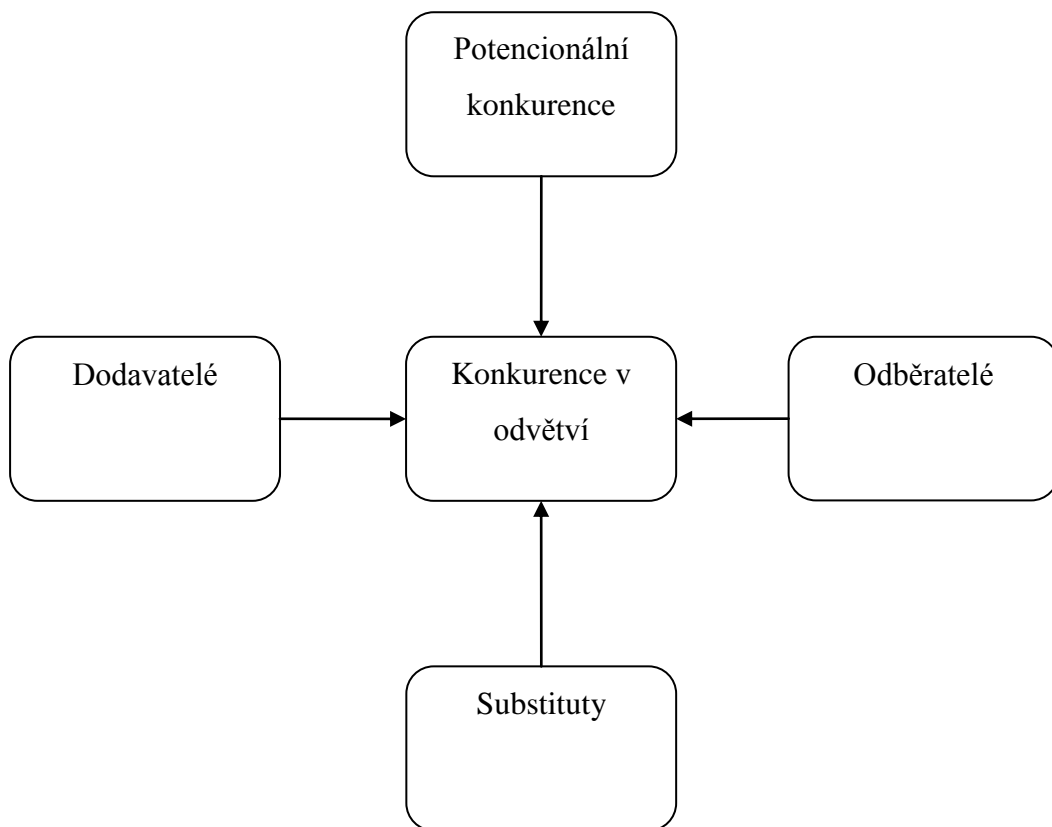 Potencionální
konkurence
Dodavatelé
Konkurence v
odvětví
Odběratelé
Substituty